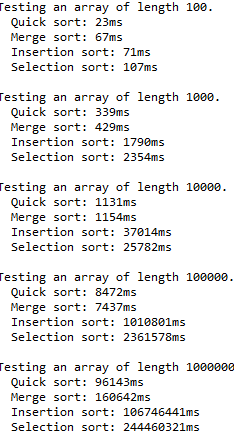 Testing an array of length 100.
Quick sort: 23ms
Merge sort: 67ms
Insertion sort: 71ms
Selection sort: 107ms
Testing an array of length 1000.
Quick sort: 339ms
Merge sort: 429ms
Insertion sort: 1790ms
Selection sort: 2354ms
Testing an array of length 10000.
Quick sort: 1131ms
Merge sort: 1154ms
Insertion sort: 37014ms
Selection sort: 25782ms
Testing an array of length 100000.
Quick sort: 8472ms
Merge sort: 7437ms
Insertion sort: 1010801ms
Selection sort: 2361578ms
Testing an array of length 1000000
Quick sort: 96143ms
Merge sort: 160642ms
Insertion sort: 106746441ms
Selection sort: 244460321ms